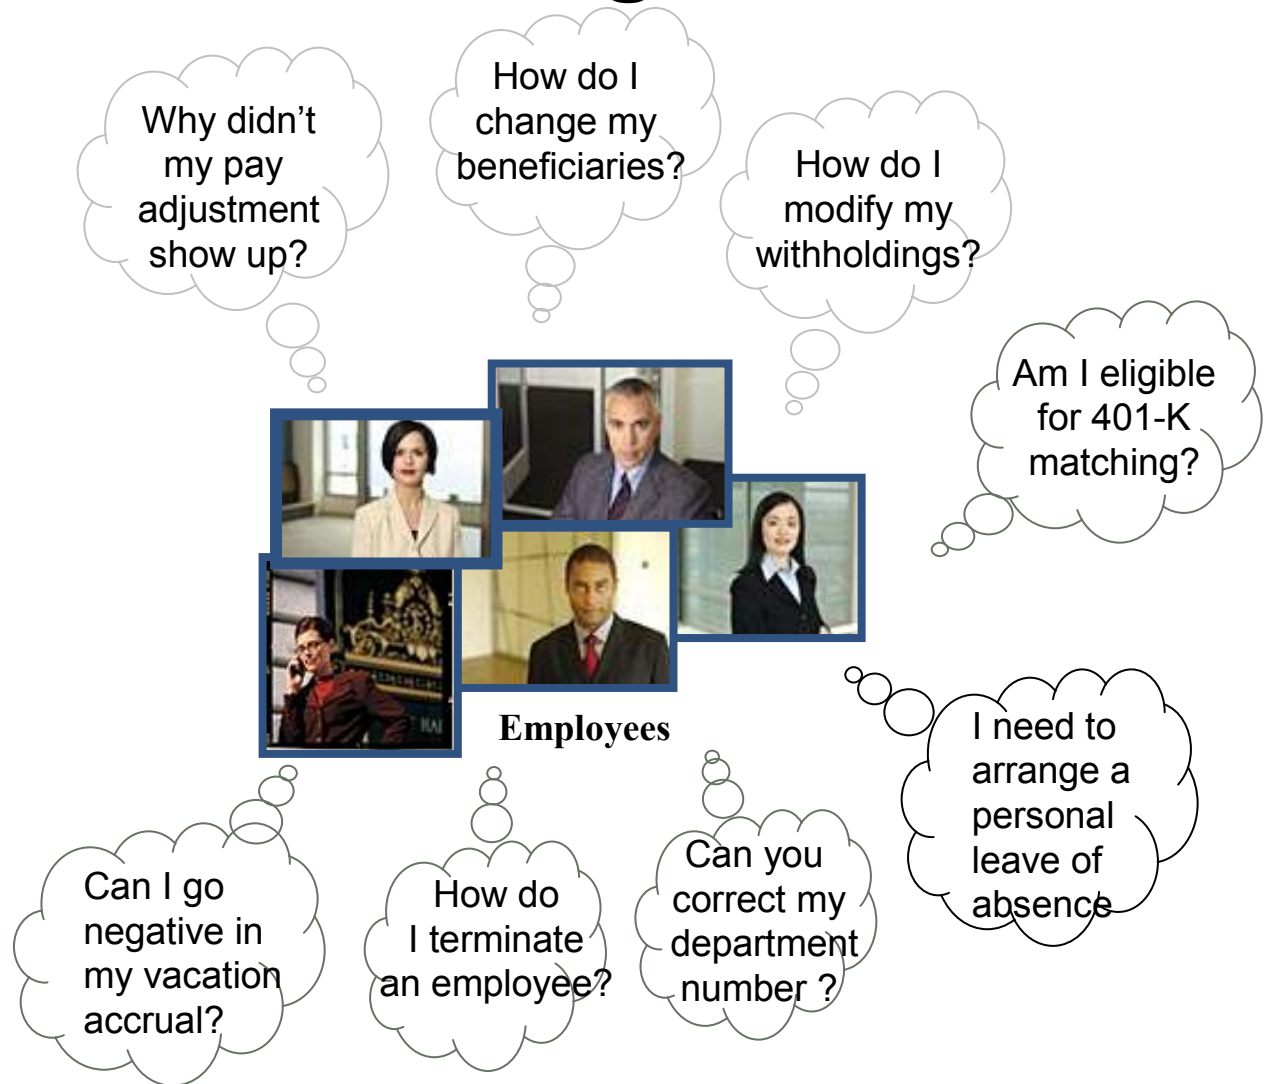 Why didn't
my pay
adjustment
show up?
How do I
change my
beneficiaries?
How do I
modify my
withholdings?
Am I eligible
for 401-K
matching?
Employees
I need to
arrange a
personal
leave of
absence
Can I go
negative in
my vacation
accrual?
How do
I terminate
an employee?
Can you
correct my
department
number ?